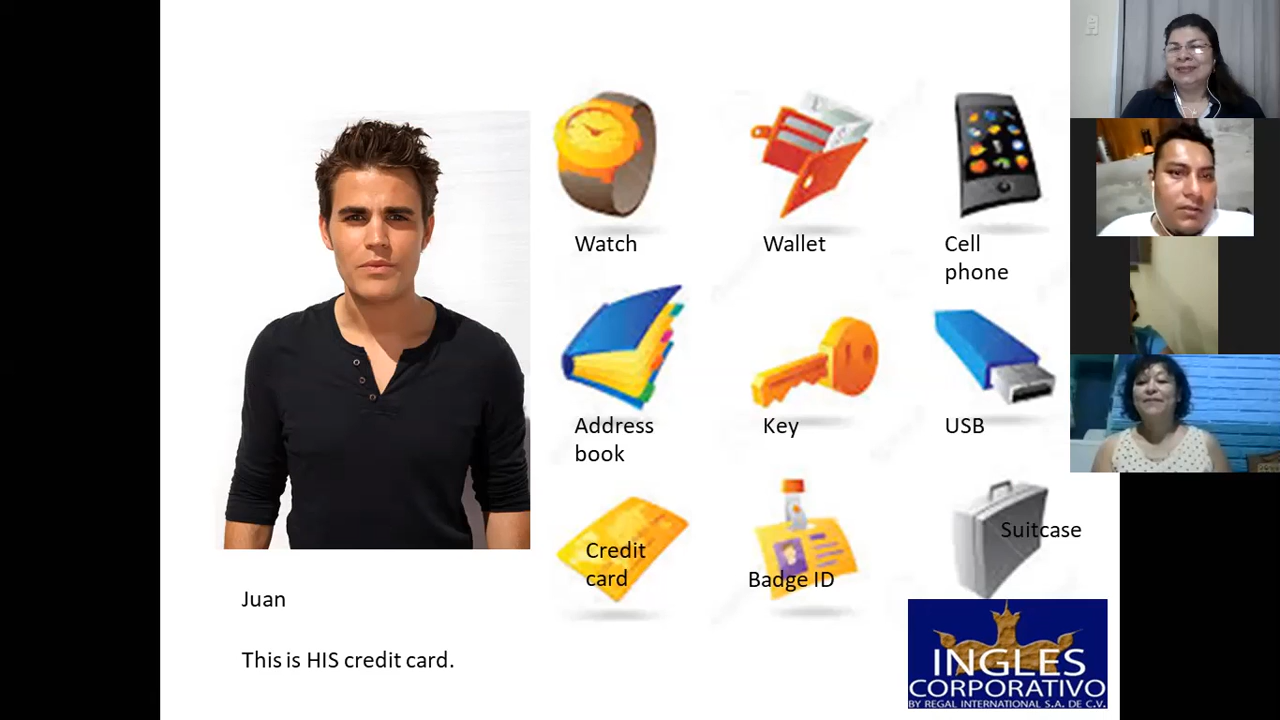 Watch
Wallet
Cell
phone
Address
book
Key
USB
Credit
card
Badge ID
Suitcase
Juan
This is HIS credit card.
INGLES
CORPORATIVO
BY REGAL INTERNATIONAL S.A. DE C.V.